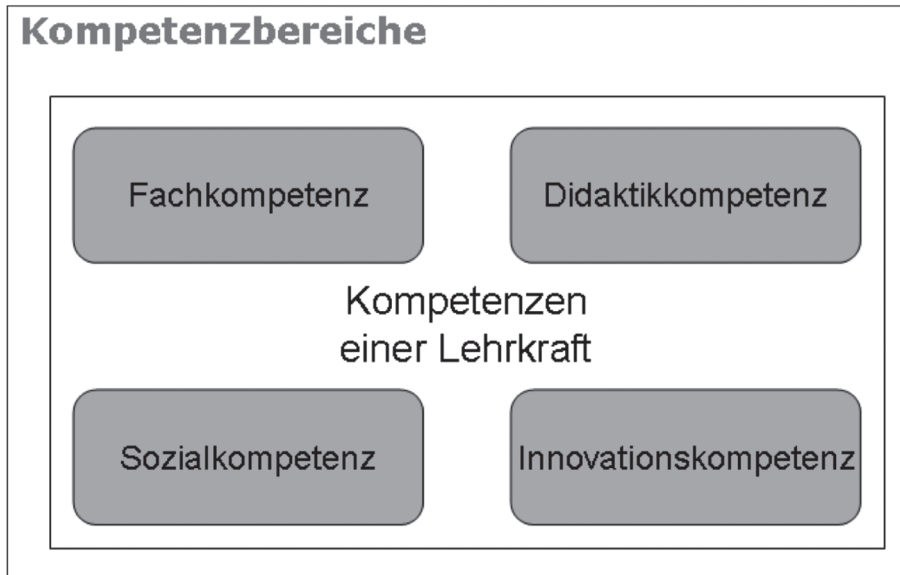 Kompetenzbereiche
Fachkompetenz
Didaktikkompetenz
Kompetenzen
einer Lehrkraft
Sozialkompetenz
Innovationskompetenz